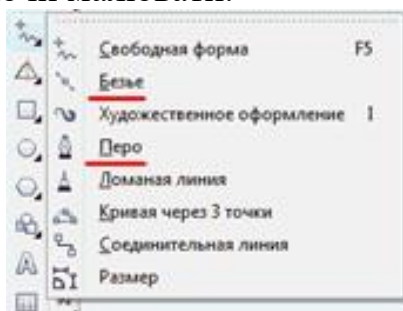 Свободная форма F5
Безье
Художественное оформление I
Перо
Ломаная линия
Кривая через 3 точки
Соединительная линия
Размер